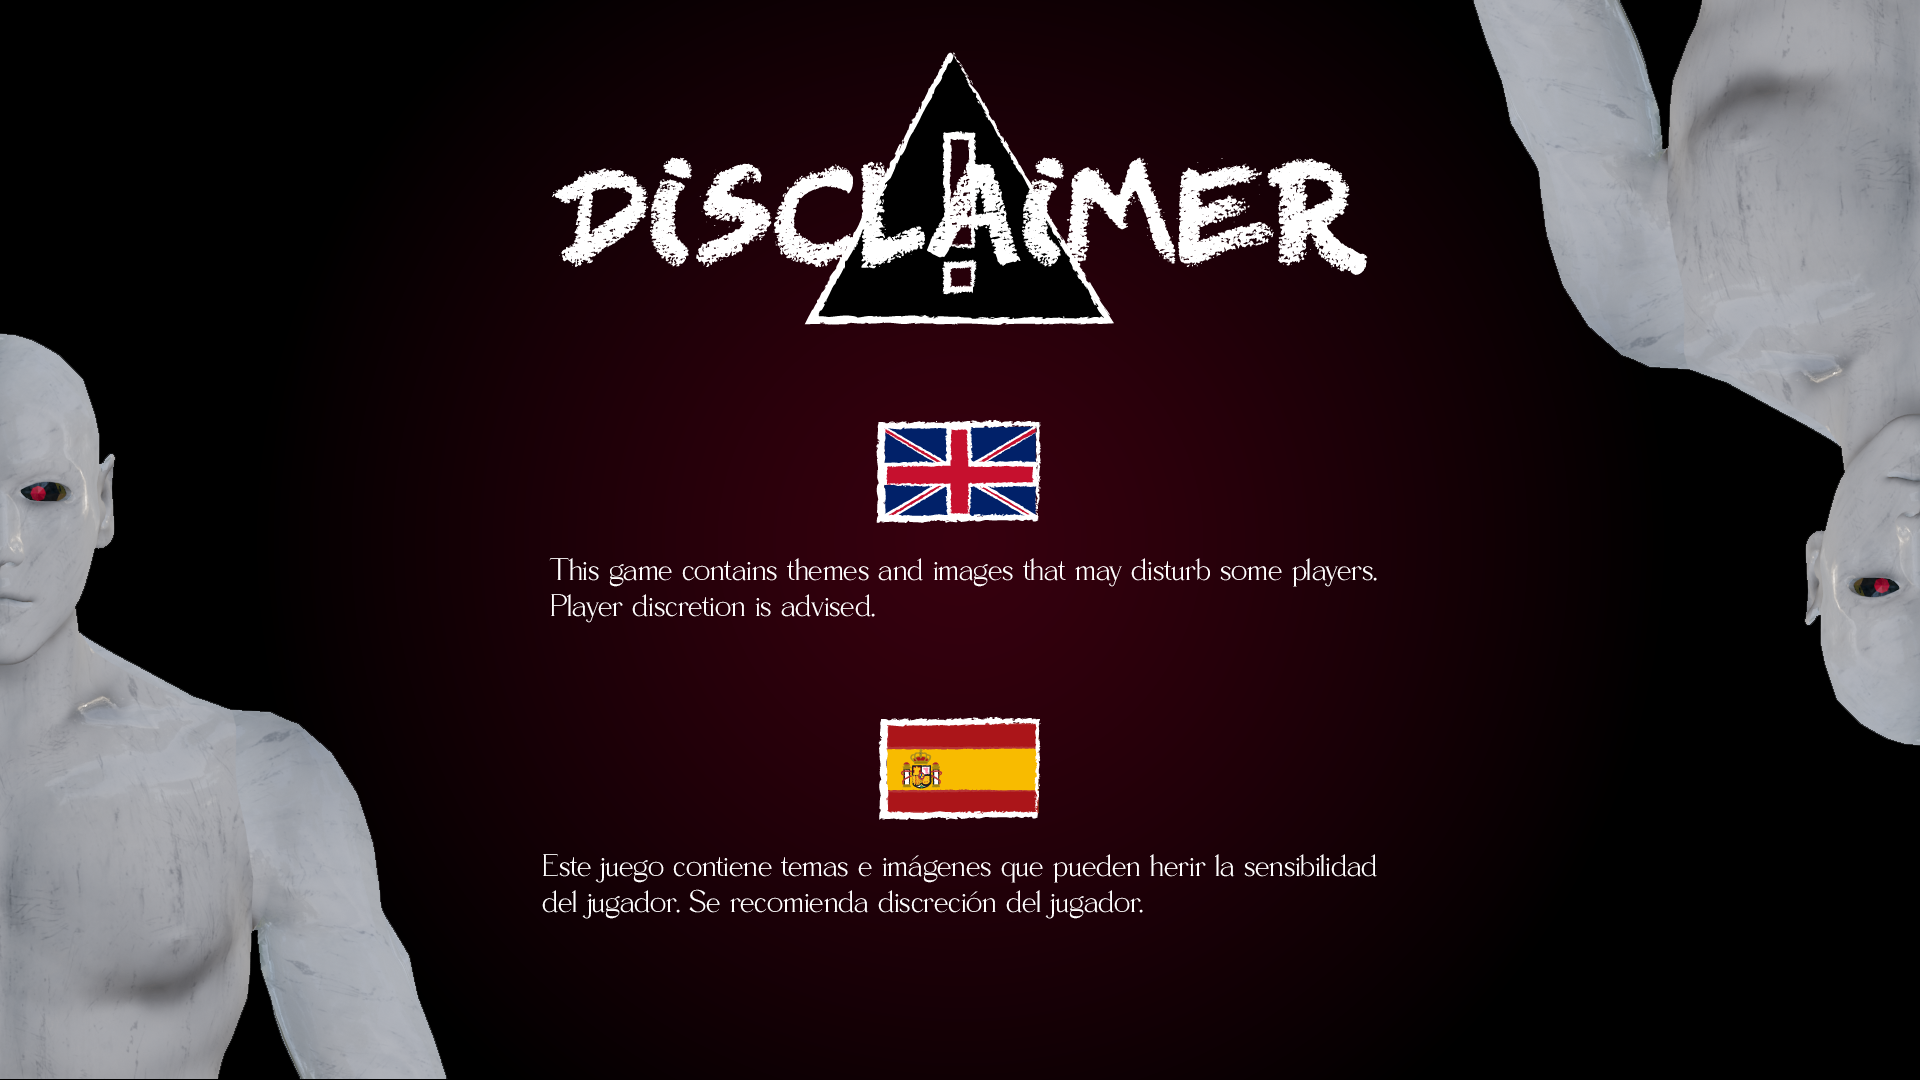 DiSCLAiMER
This game contains themes and images that may disturb some players.
Player discretion is advised.
Este juego contiene temas e imágenes que pueden herir la sensibilidad
del jugador. Se recomienda discreción del jugador.